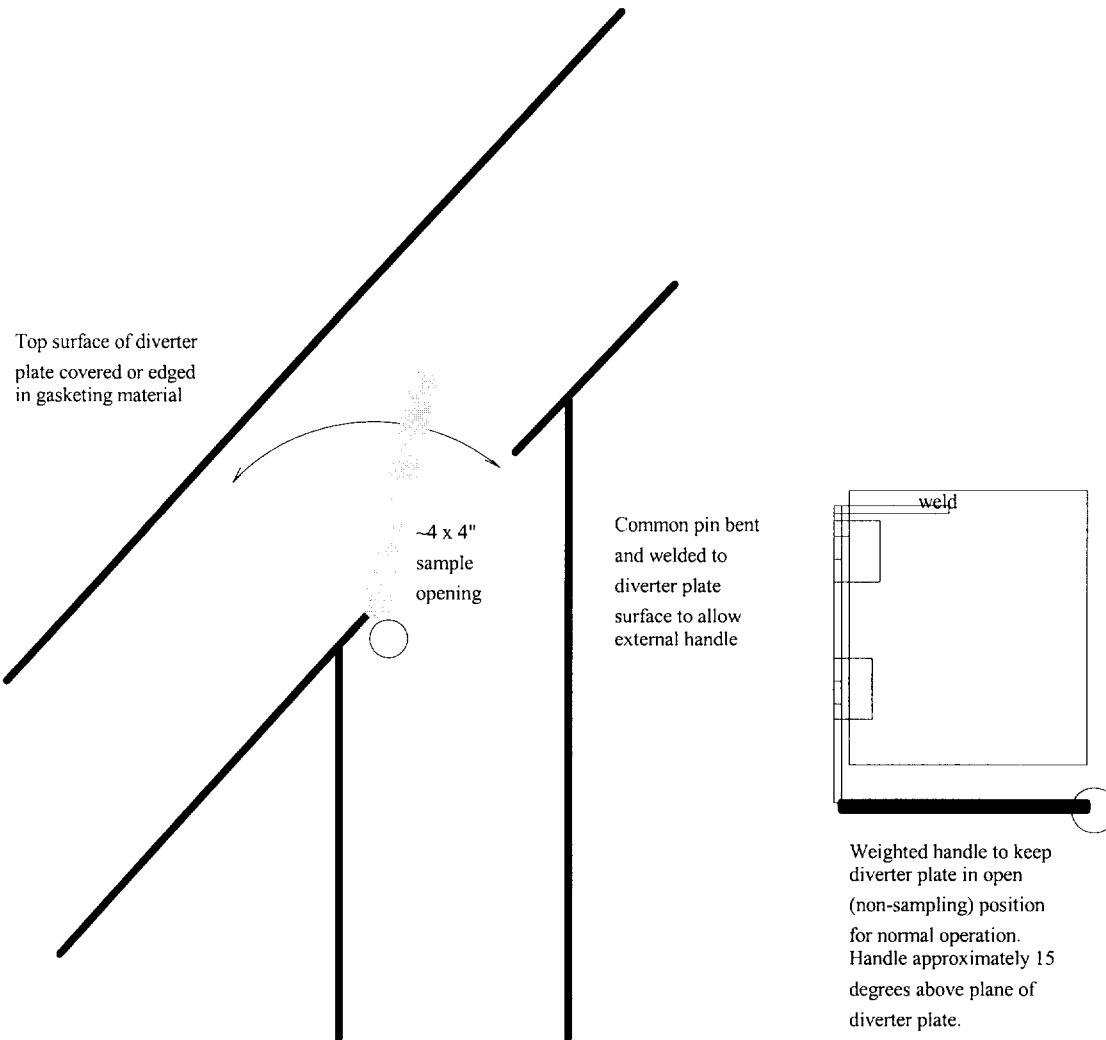 Top surface of diverter
plate covered or edged
in gasketing material
~4 x 4"
sample
opening
Common pin bent
and welded to
diverter plate
surface to allow
external handle
weld
Weighted handle to keep
diverter plate in open
(non-sampling) position
for normal operation.
Handle approximately 15
degrees above plane of
diverter plate.